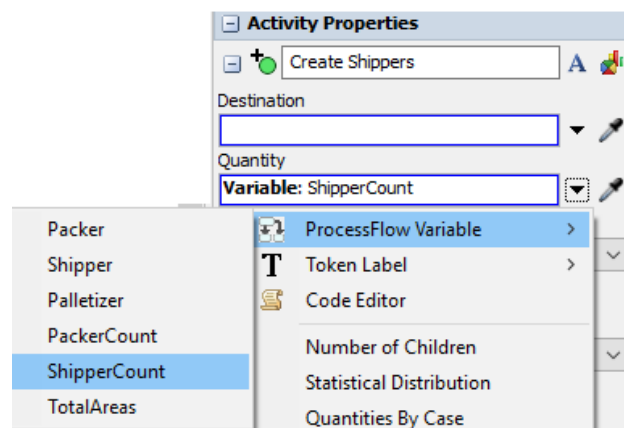 Activity Properties
Create Shippers
A
Destination
Quantity
Variable: ShipperCount
Packer
Shipper
Palletizer
PackerCount
ShipperCount
TotalAreas
ProcessFlow Variable
T Token Label
Code Editor
Number of Children
Statistical Distribution
Quantities By Case